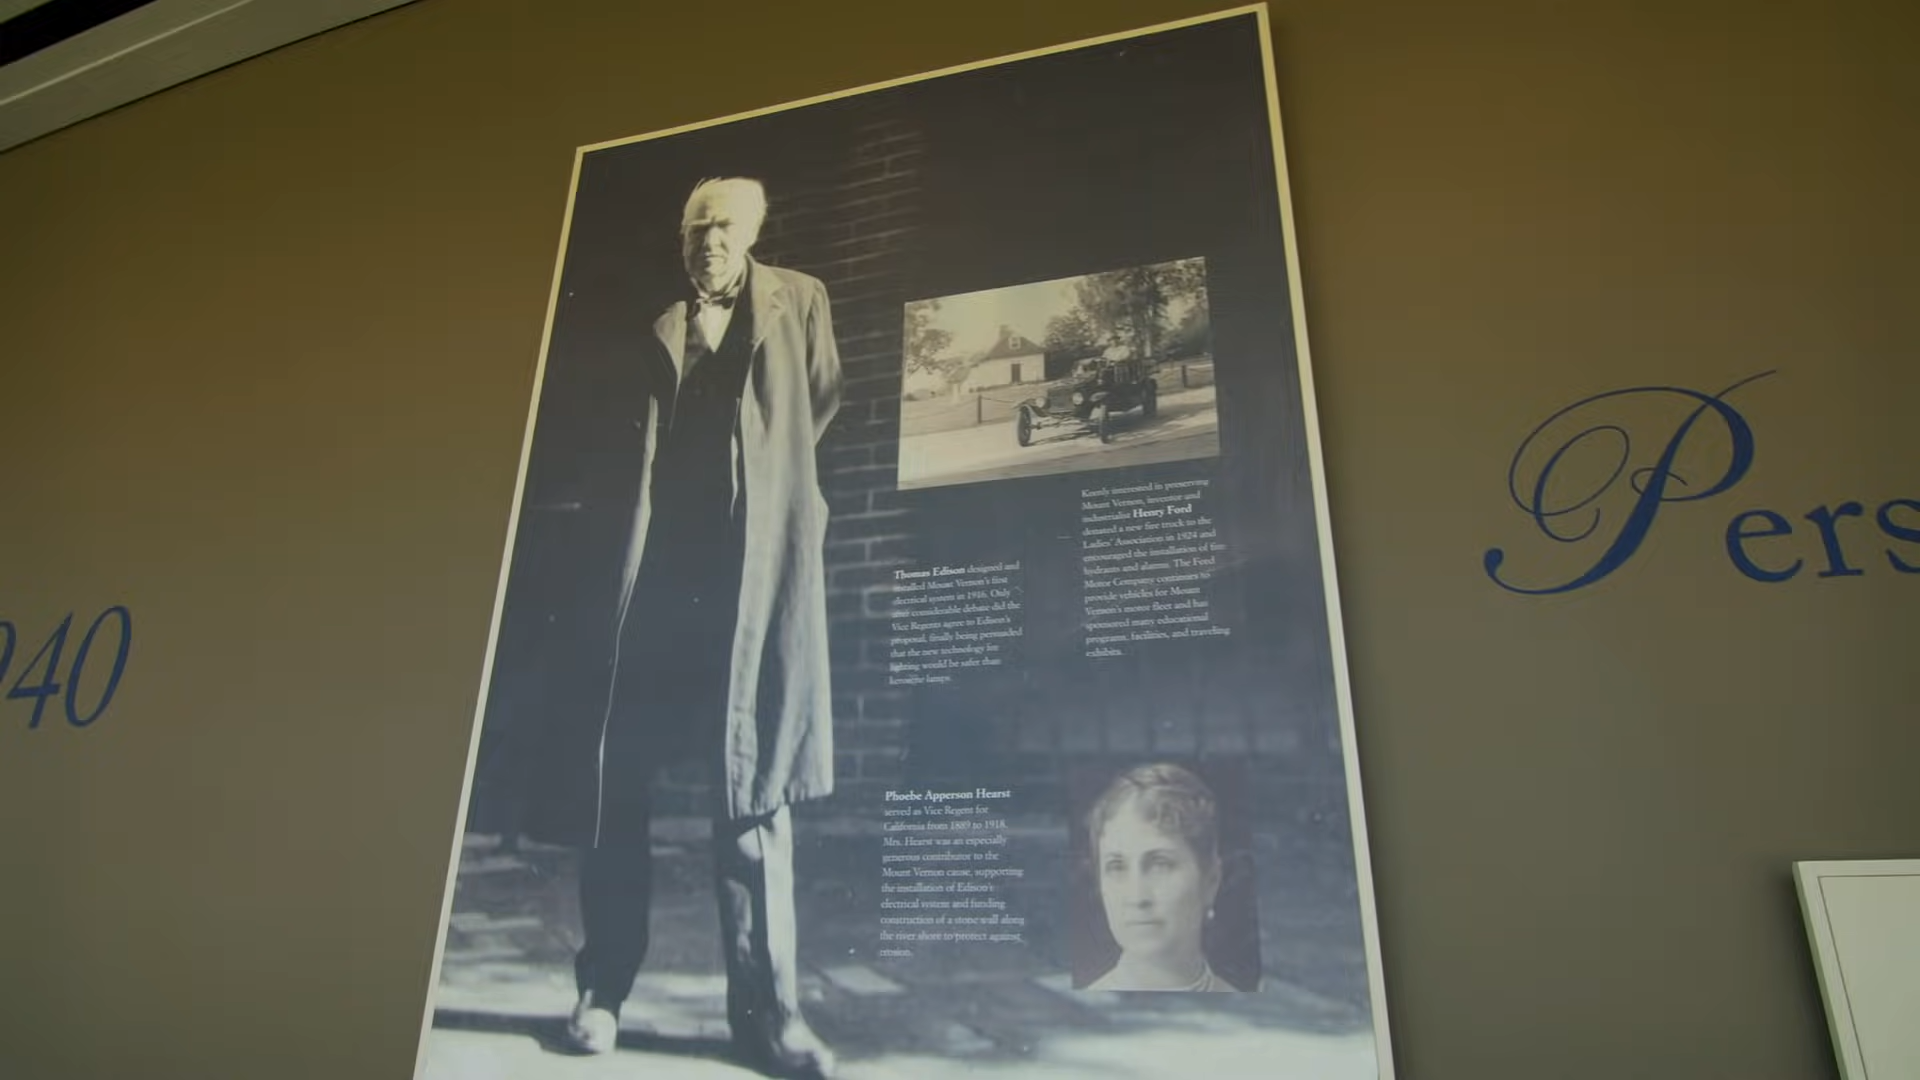 940
Thomas Edison designed and
installed Mount Vernon's first
electrical system in 1916. Only
after considerable debate did the
Vice Regents agree to Edison's
proposal, finally being persuaded
that the new technology for
lighting would be safer than
kerosene lamps.
Keenly interested in preserving
Mount Vernon, inventor and
industrialist Henry Ford
donated a new fire truck to the
Ladies' Association in 1924 and
encouraged the installation of fire
hydrants and alarms. The Ford
Motor Company continues to
provide vehicles for Mount
Vernon's motor fleet and has
sponsored many educational
programs, facilities, and traveling
exhibits.
Phoebe Apperson Hearst
served as Vice Regent for
California from 1889 to 1918.
Mrs. Hearst was an especially
generous contributor to the
Mount Vernon cause, supporting
the installation of Edison's
electrical system and funding
construction of a stone wall along
the river shore to protect against
erosion.
Pers